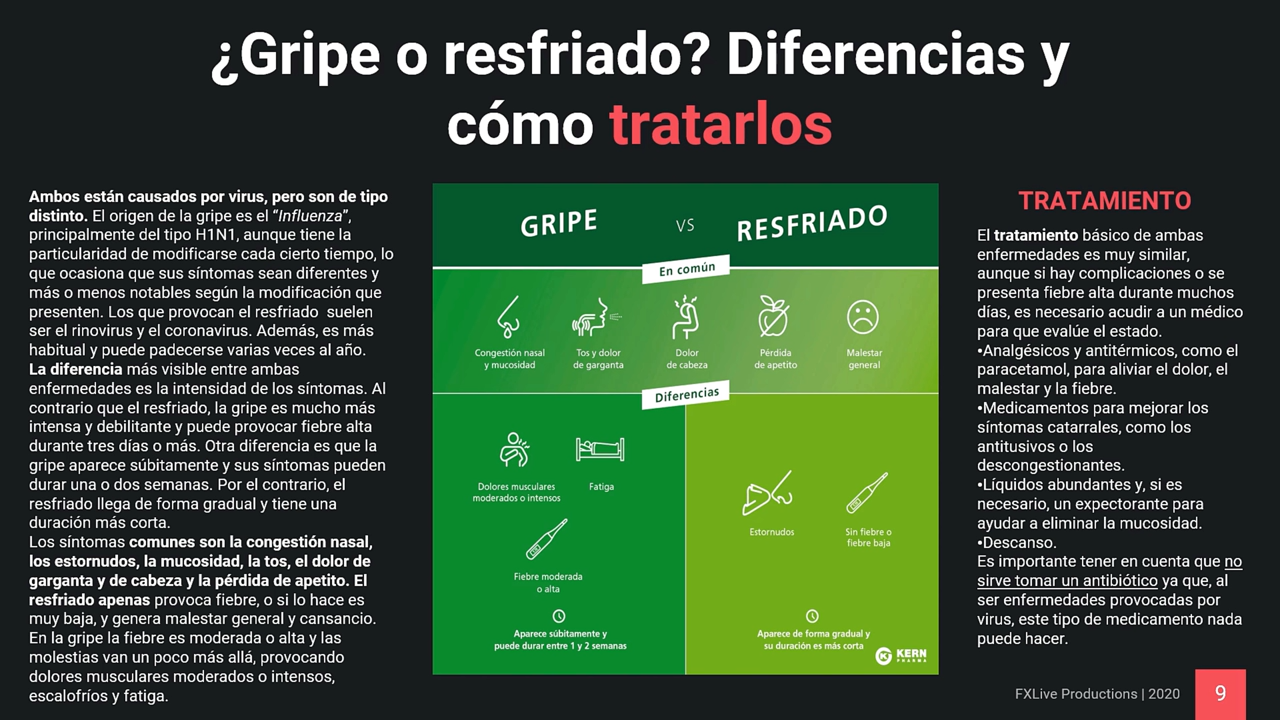 ¿Gripe o resfriado? Diferencias y
cómo tratarlos
Ambos están causados por virus, pero son de tipo
distinto. El origen de la gripe es el “Influenza”,
principalmente del tipo H1N1, aunque tiene la
particularidad de modificarse cada cierto tiempo, lo
que ocasiona que sus síntomas sean diferentes y
más o menos notables según la modificación que
presenten. Los que provocan el resfriado suelen
ser el rinovirus y el coronavirus. Además, es más
habitual y puede padecerse varias veces al año.
La diferencia más visible entre ambas
enfermedades es la intensidad de los síntomas. Al
contrario que el resfriado, la gripe es mucho más
intensa y debilitante y puede provocar fiebre alta
durante tres días o más. Otra diferencia es que la
gripe aparece súbitamente y sus síntomas pueden
durar una o dos semanas. Por el contrario, el
resfriado llega de forma gradual y tiene una
duración más corta.
Los síntomas comunes son la congestión nasal,
los estornudos, la mucosidad, la tos, el dolor de
garganta y de cabeza y la pérdida de apetito. El
resfriado apenas provoca fiebre, o si lo hace es
muy baja, y genera malestar general y cansancio.
En la gripe la fiebre es moderada o alta y las
molestias van un poco más allá, provocando
dolores musculares moderados o intensos,
escalofríos y fatiga.
GRIPE VS RESFRIADO
En común
Congestión nasal
y mucosidad
Tos y dolor
de garganta
Dolor
de cabeza
Pérdida
de apetito
Malestar
general
Diferencias
Dolores musculares
moderados o intensos
Fatiga
Fiebre moderada
o alta
Aparece súbitamente y
puede durar entre 1 y 2 semanas
Estornudos
Sin fiebre o
fiebre baja
Aparece de forma gradual y
su duración es más corta
KERN
PHARMA
TRATAMIENTO
El tratamiento básico de ambas
enfermedades es muy similar,
aunque si hay complicaciones o se
presenta fiebre alta durante muchos
días, es necesario acudir a un médico
para que evalúe el estado.
•Analgésicos y antitérmicos, como el
paracetamol, para aliviar el dolor, el
malestar y la fiebre.
•Medicamentos para mejorar los
síntomas catarrales, como los
antitusivos o los
descongestionantes.
•Líquidos abundantes y, si es
necesario, un expectorante para
ayudar a eliminar la mucosidad.
•Descanso.
Es importante tener en cuenta que no
sirve tomar un antibiótico ya que, al
ser enfermedades provocadas por
virus, este tipo de medicamento nada
puede hacer.
FXLive Productions | 2020
9